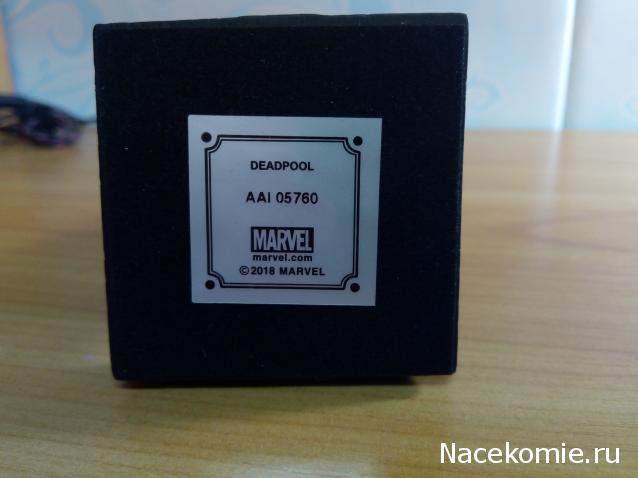 DEADPOOL
AAI 05760
MARVEL
marvel.com
©2018 MARVEL
Nacekomie.ru